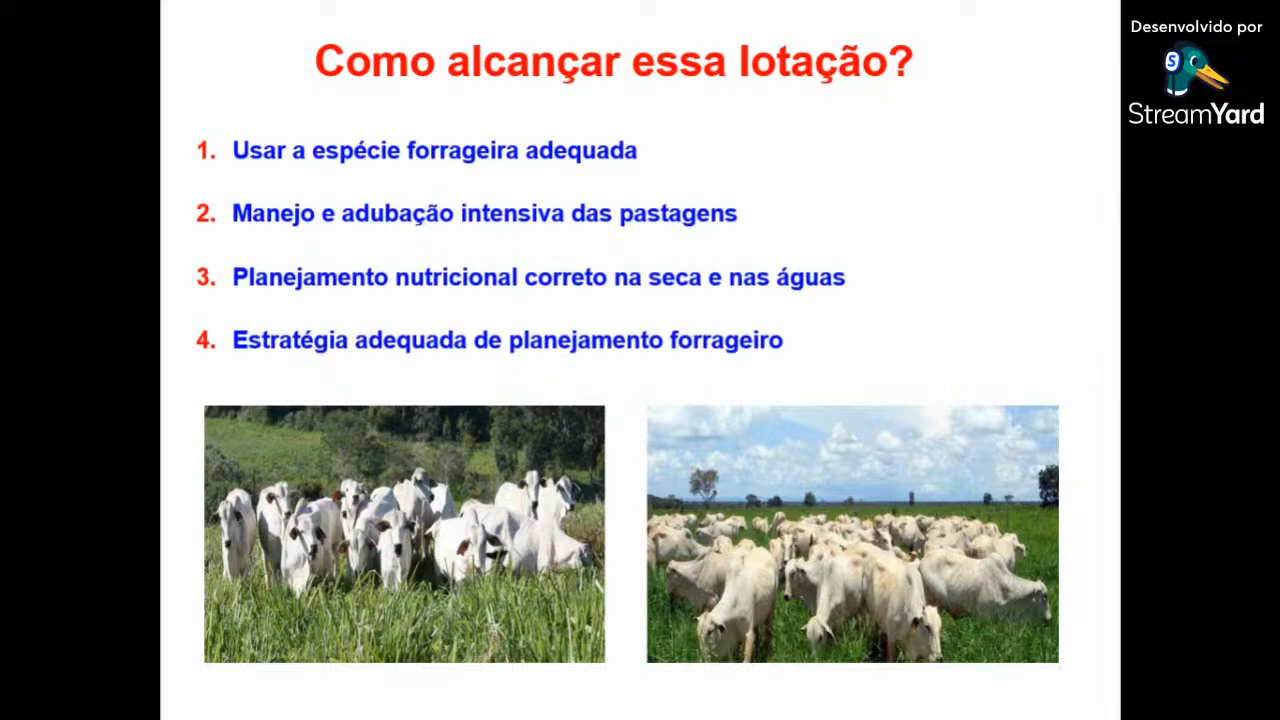 Como alcançar essa lotação?
1. Usar a espécie forrageira adequada
2. Manejo e adubação intensiva das pastagens
3. Planejamento nutricional correto na seca e nas águas
4. Estratégia adequada de planejamento forrageiro
Desenvolvido por
S
StreamYard